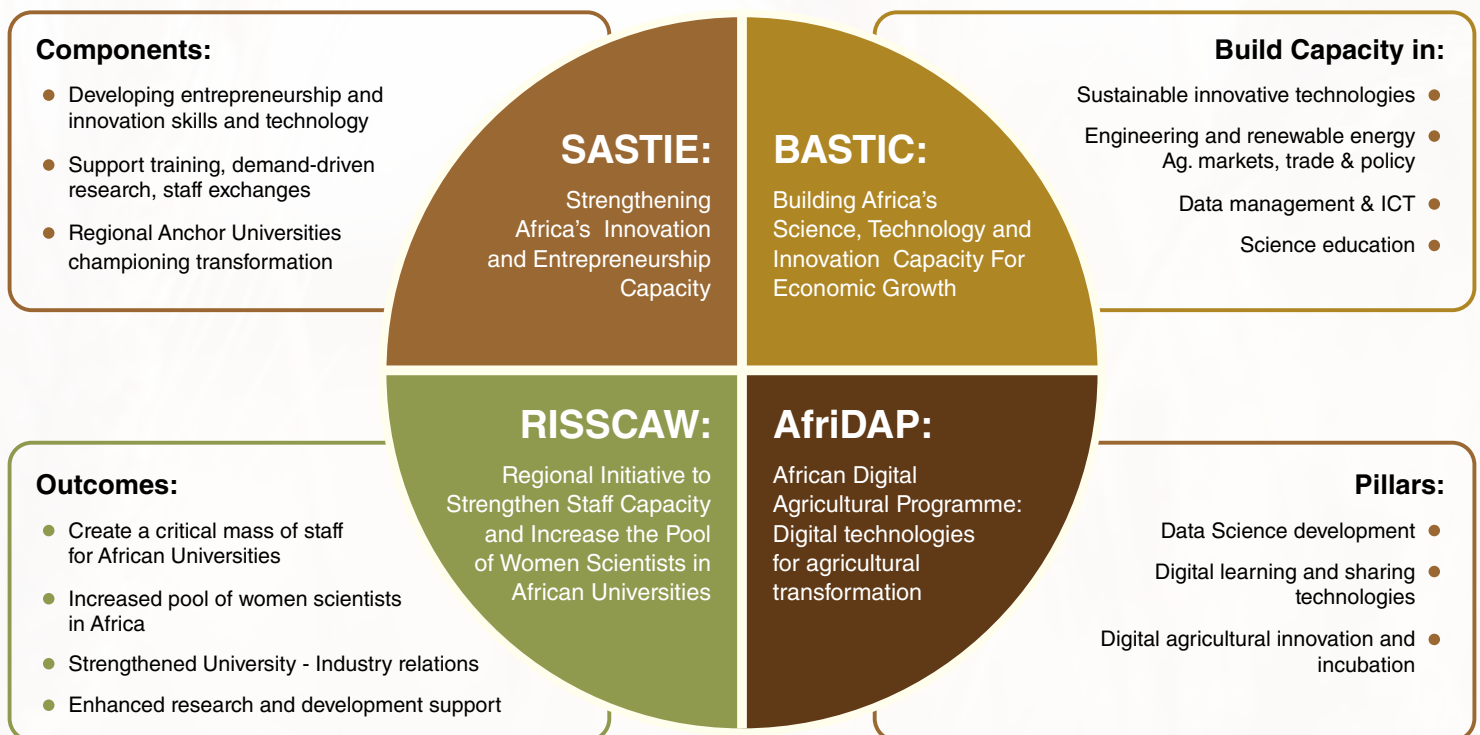 Components:
Developing entrepreneurship and
innovation skills and technology
Support training, demand-driven
research, staff exchanges
Regional Anchor Universities
championing transformation
SASTIE:
Strengthening
Africa's Innovation
and Entrepreneurship
Capacity
BASTIC:
Building Africa's
Science, Technology and
Innovation Capacity For
Economic Growth
Build Capacity in:
Sustainable innovative technologies
Engineering and renewable energy
Ag. markets, trade & policy
Data management & ICT
Science education
Outcomes:
Create a critical mass of staff
for African Universities
Increased pool of women scientists
in Africa
Strengthened University - Industry relations
Enhanced research and development support
RISSCAW:
Regional Initiative to
Strengthen Staff Capacity
and Increase the Pool
of Women Scientists in
African Universities
AfriDAP:
African Digital
Agricultural Programme:
Digital technologies
for agricultural
transformation
Pillars:
Data Science development
Digital learning and sharing
technologies
Digital agricultural innovation and
incubation